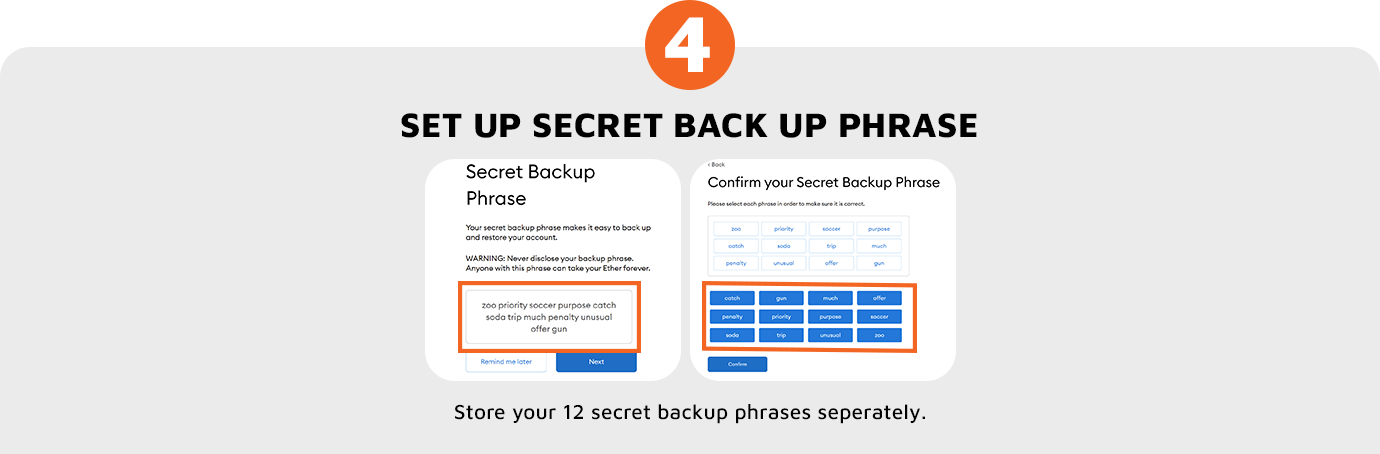 4
SET UP SECRET BACK UP PHRASE
Secret Backup
Phrase
Your secret backup phrase makes it easy to back up
and restore your account.
WARNING: Never disclose your backup phrase.
Anyone with this phrase can take your Ether forever.
zoo priority soccer purpose catch
soda trip much penalty unusual
offer gun
Remind me later Next
< Back
Confirm your Secret Backup Phrase
Please select each phrase in order to make sure it is correct.
zoo priority soccer purpose
catch soda trip much
penalty unusual offer gun
catch gun much offer
penalty priority purpose soccer
soda trip unusual zoo
Confirm
Store your 12 secret backup phrases seperately.